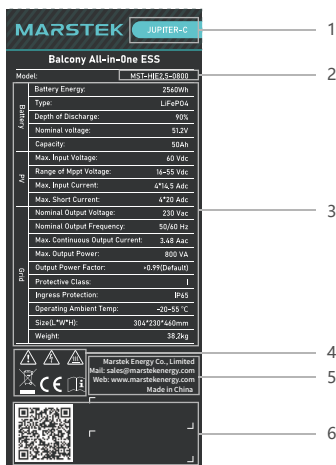 MARSTEK JUPITER-C 1
Balcony All-in-One ESS
Model: MST-HIE2,5-0800 2
Battery
Battery Energy: 2560Wh
Type: LiFePO4
Depth of Discharge: 90%
Nominal voltage: 51.2V
Capacity: 50Ah
PV
Max. Input Voltage: 60 Vdc
Range of Mppt Voltage: 16-55 Vdc
Max. Input Current: 4*14,5 Adc
Max. Short Current: 4*20 Adc
Grid
Nominal Output Voltage: 230 Vac 3
Nominal Output Frequency: 50/60 Hz
Max. Continuous Output Current: 3.48 Aac
Max. Output Power: 800 VA
Output Power Factor: +0.99(Default)
Protective Class: I
Ingress Protection: IP65
Operating Ambient Temp: -20-55 °C
Size(L*W*H): 304*230*460mm
Weight: 38,2kg
4
CE
Marstek Energy Co., Limited
Mail: sales@marstekenergy.com
Web: www.marstekenergy.com 5
Made in China
6